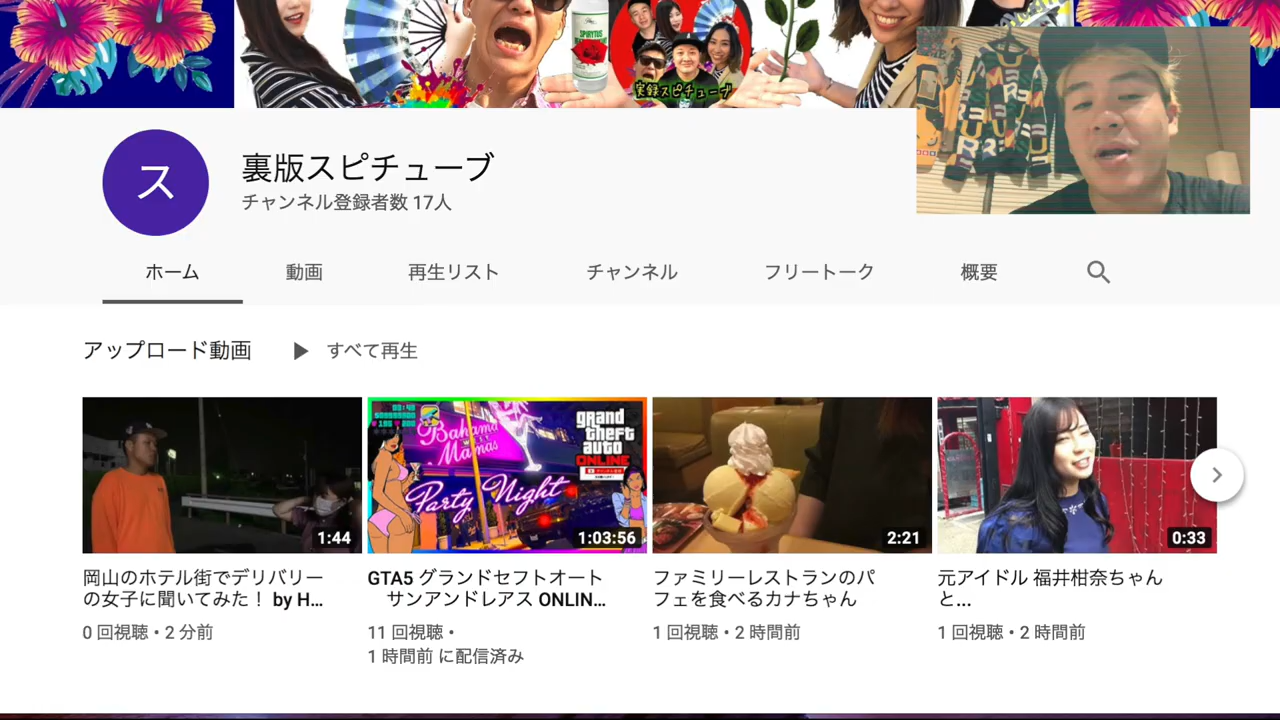 SPIRYTUS
実録スピチューブ
ス
裏版スピチューブ
チャンネル登録者数 17人
ホーム
動画
再生リスト
チャンネル
フリートーク
概要
アップロード動画
すべて再生
1:44
Bahama
Mamas
Party Night
grand
theft
auto
ONLINE
1:03:56
2:21
0:33
岡山のホテル街でデリバリー
の女子に聞いてみた！ by H...
GTA5 グランドセフトオート
サンアンドレアス ONLIN...
ファミリーレストランのパ
フェを食べるカナちゃん
元アイドル 福井柑奈ちゃん
と...
0 回視聴・2 分前
11 回視聴・
1 時間前 に配信済み
1 回視聴・2 時間前
1 回視聴・2 時間前